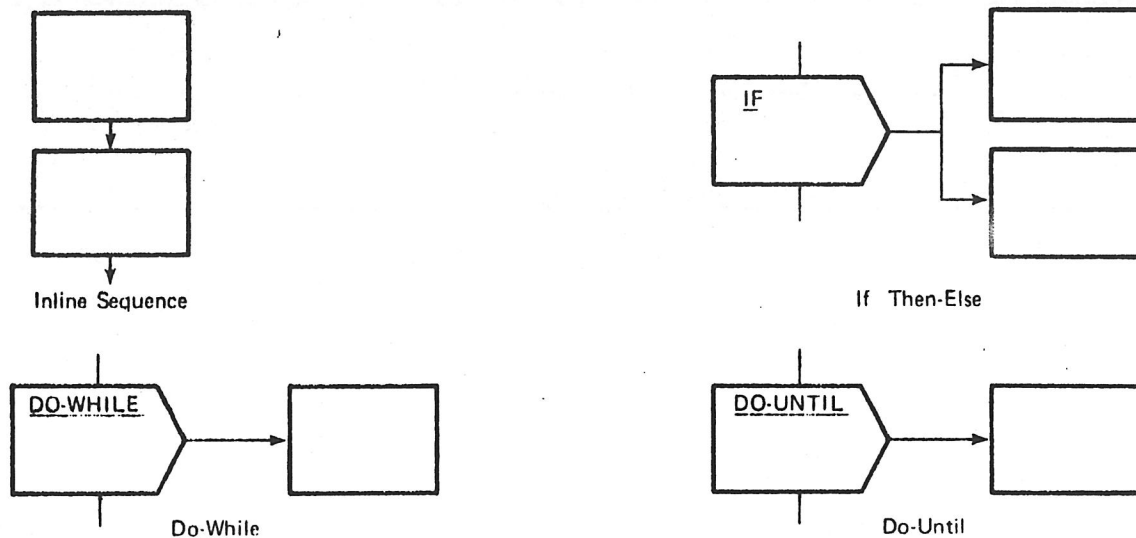 IF
Inline Sequence
If Then-Else
DO-WHILE
DO-UNTIL
Do-While
Do-Until